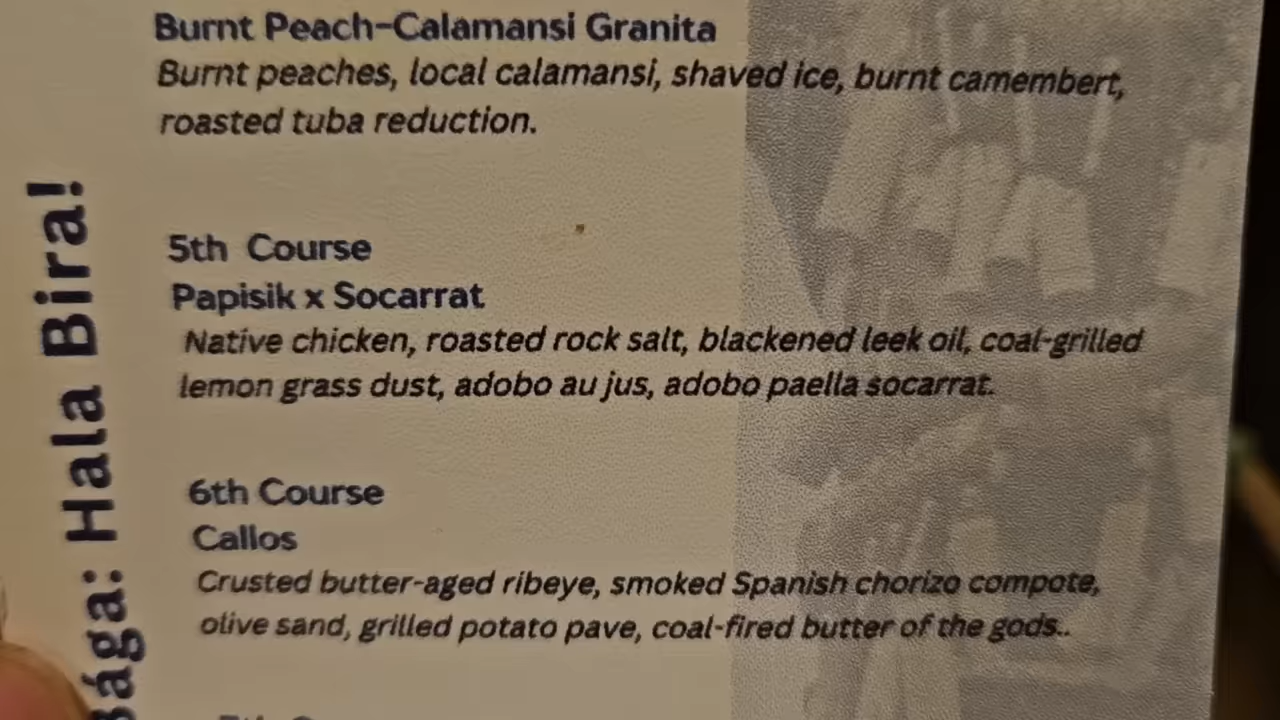 Burnt Peach-Calamansi Granita
Burnt peaches, local calamansi, shaved ice, burnt camembert,
roasted tuba reduction.
5th Course
Papisik x Socarrat
Native chicken, roasted rock salt, blackened leek oil, coal-grilled
lemon grass dust, adobo au jus, adobo paella socarrat.
6th Course
Callos
Crusted butter-aged ribeye, smoked Spanish chorizo compote,
olive sand, grilled potato pave, coal-fired butter of the gods..
Bága: Hala Bira!